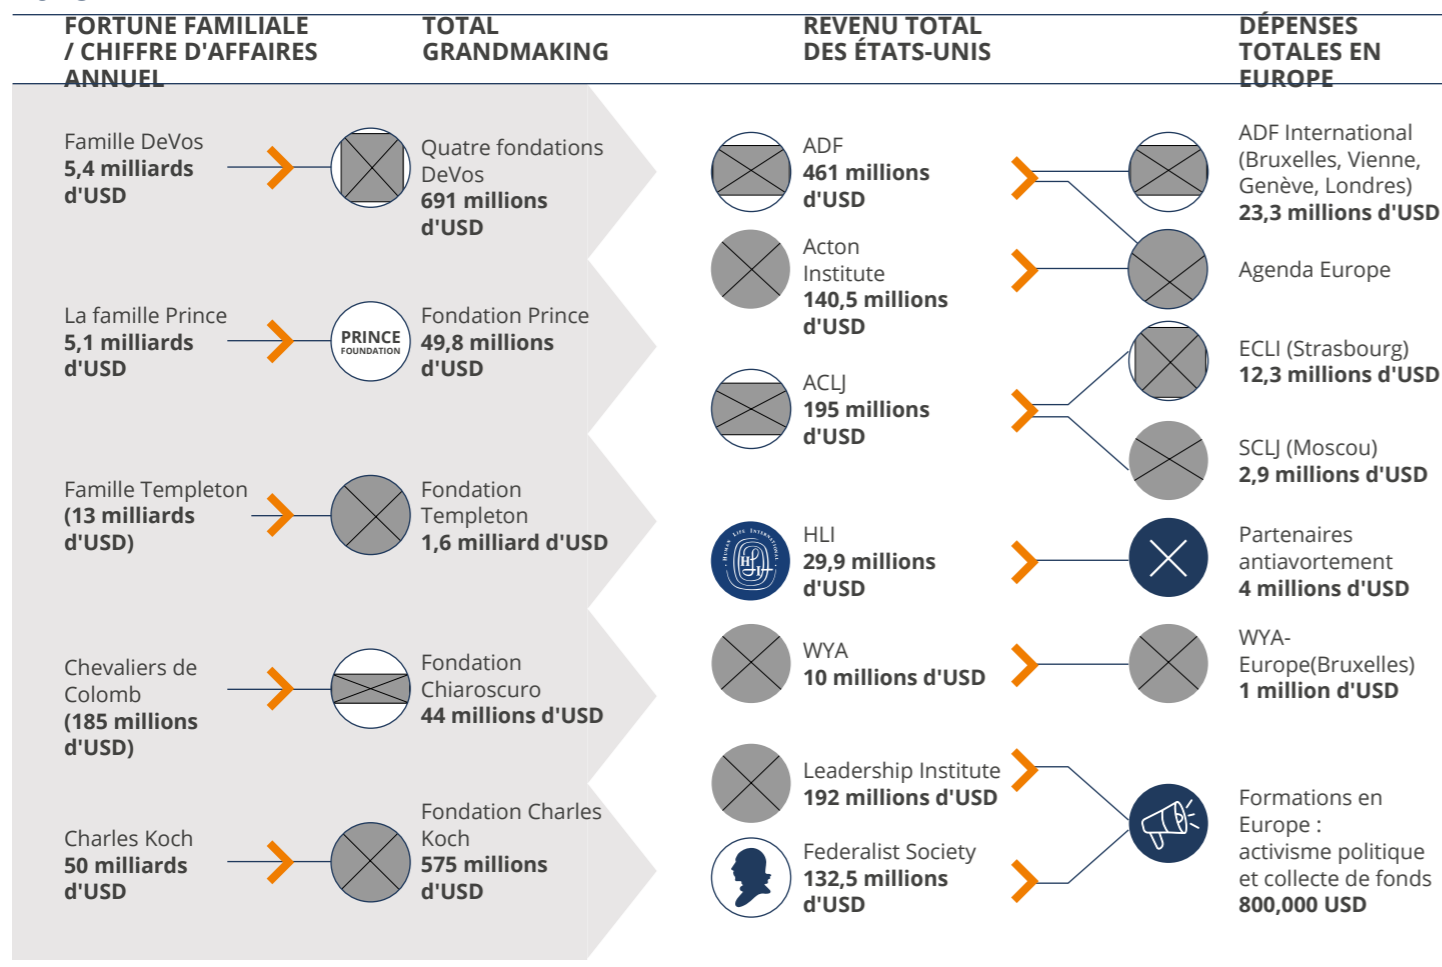 FORTUNE FAMILIALE
/ CHIFFRE D'AFFAIRES
ANNUEL
TOTAL
GRANDMAKING
REVENU TOTAL
DES ÉTATS-UNIS
DÉPENSES
TOTALES EN
EUROPE
Famille DeVos
5,4 milliards
d'USD
Quatre fondations
DeVos
691 millions
d'USD
La famille Prince
5,1 milliards
d'USD
PRINCE
FOUNDATION
Fondation Prince
49,8 millions
d'USD
Famille Templeton
(13 milliards
d'USD)
Fondation
Templeton
1,6 milliard d'USD
Chevaliers de
Colomb
(185 millions
d'USD)
Fondation
Chiaroscuro
44 millions d'USD
Charles Koch
50 milliards
d'USD
Fondation Charles
Koch
575 millions
d'USD
ADF
461 millions
d'USD
Acton
Institute
140,5 millions
d'USD
ACLJ
195 millions
d'USD
HUMAN LIFE INTERNATIONAL
HLI
HLI
29,9 millions
d'USD
WYA
10 millions d'USD
Leadership Institute
192 millions d'USD
Federalist Society
132,5 millions
d'USD
ADF International
(Bruxelles, Vienne,
Genève, Londres)
23,3 millions d'USD
Agenda Europe
ECLI (Strasbourg)
12,3 millions d'USD
SCLJ (Moscou)
2,9 millions d'USD
Partenaires
antiavortement
4 millions d'USD
WYA-
Europe(Bruxelles)
1 million d'USD
Formations en
Europe :
activisme politique
et collecte de fonds
800,000 USD